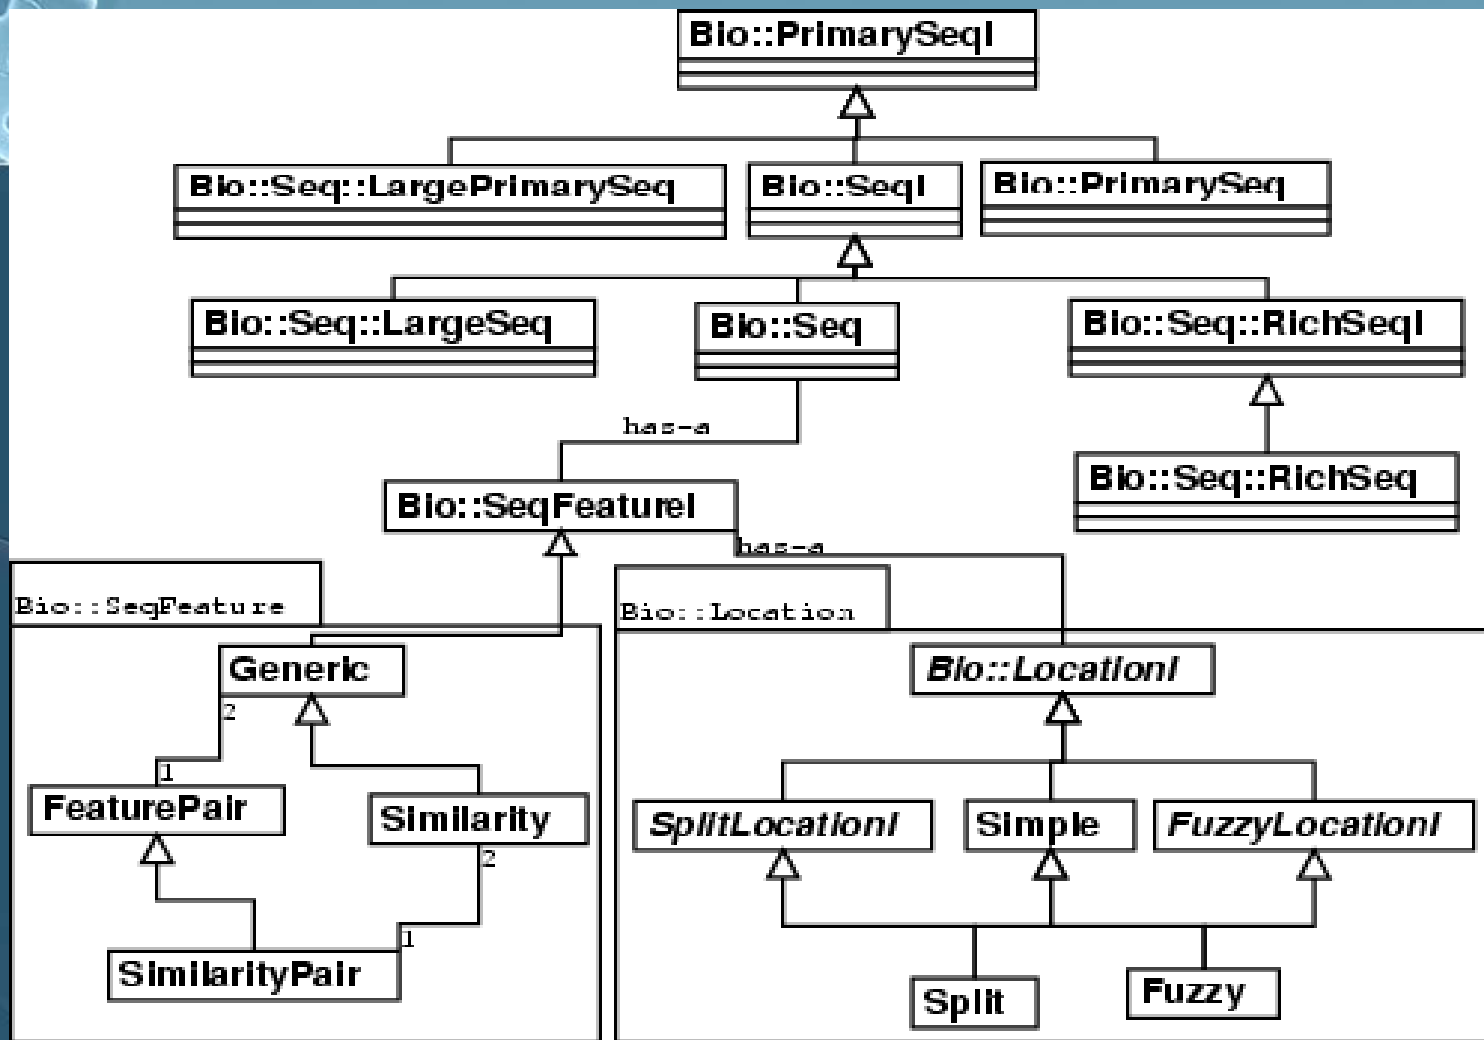 Bio::PrimarySeqI
Bio::Seq::LargePrimarySeq
Bio::SeqI
Bio::PrimarySeq
Bio::Seq::LargeSeq
Bio::Seq
Bio::Seq::RichSeqI
has-a
Bio::Seq::RichSeq
Bio::SeqFeatureI
has-a
Bio::SeqFeature
Bio::Location
Generic
Bio::LocationI
2
1
FeaturePair
Similarity
SplitLocationI
Simple
FuzzyLocationI
2
1
SimilarityPair
Split
Fuzzy